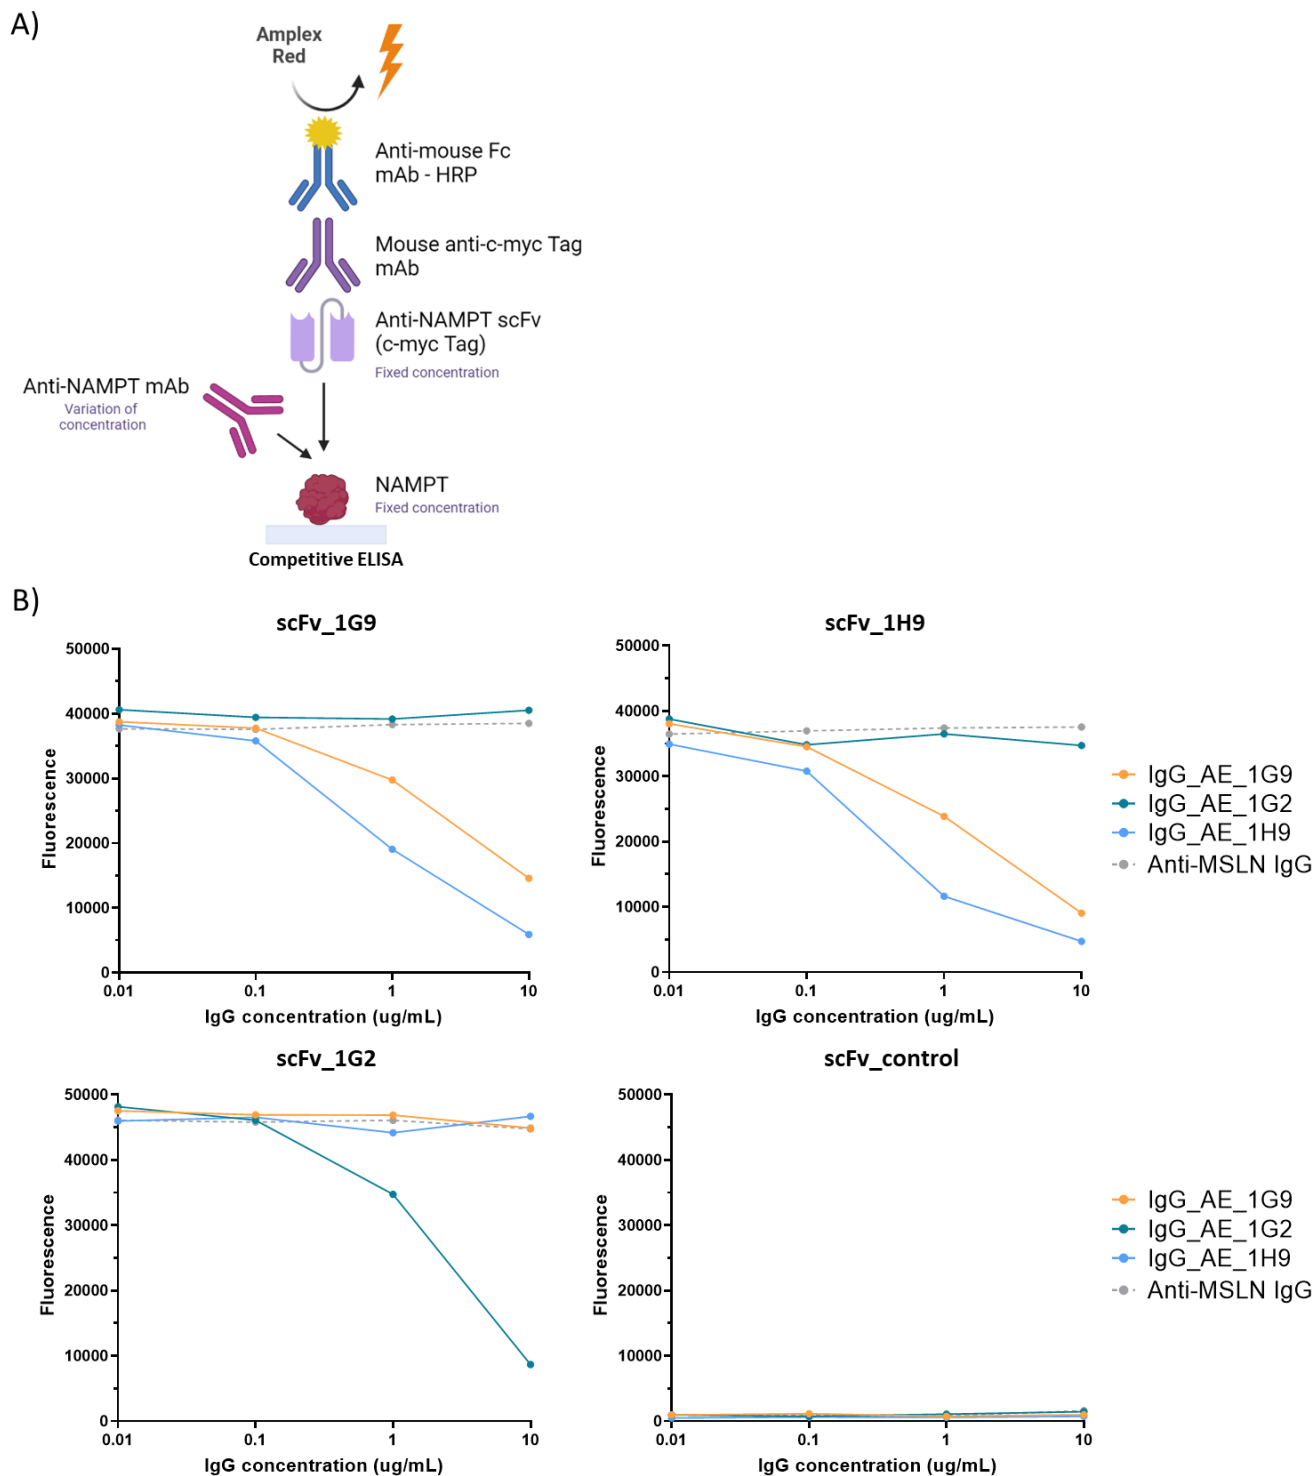 A)
Amplex
Red
Anti-mouse Fc
mAb - HRP
Mouse anti-c-myc Tag
mAb
Anti-NAMPT scFv
(c-myc Tag)
Fixed concentration
Anti-NAMPT mAb
Variation of
concentration
NAMPT
Fixed concentration
Competitive ELISA
B)
scFv_1G9
50000
40000
30000
20000
10000
0
Fluorescence
0.01 0.1 1 10
IgG concentration (ug/mL)
scFv_1H9
50000
40000
30000
20000
10000
0
Fluorescence
0.01 0.1 1 10
IgG concentration (ug/mL)
IgG_AE_1G9
IgG_AE_1G2
IgG_AE_1H9
Anti-MSLN IgG
scFv_1G2
50000
40000
30000
20000
10000
0
Fluorescence
0.01 0.1 1 10
IgG concentration (ug/mL)
scFv_control
50000
40000
30000
20000
10000
0
Fluorescence
0.01 0.1 1 10
IgG concentration (ug/mL)
IgG_AE_1G9
IgG_AE_1G2
IgG_AE_1H9
Anti-MSLN IgG